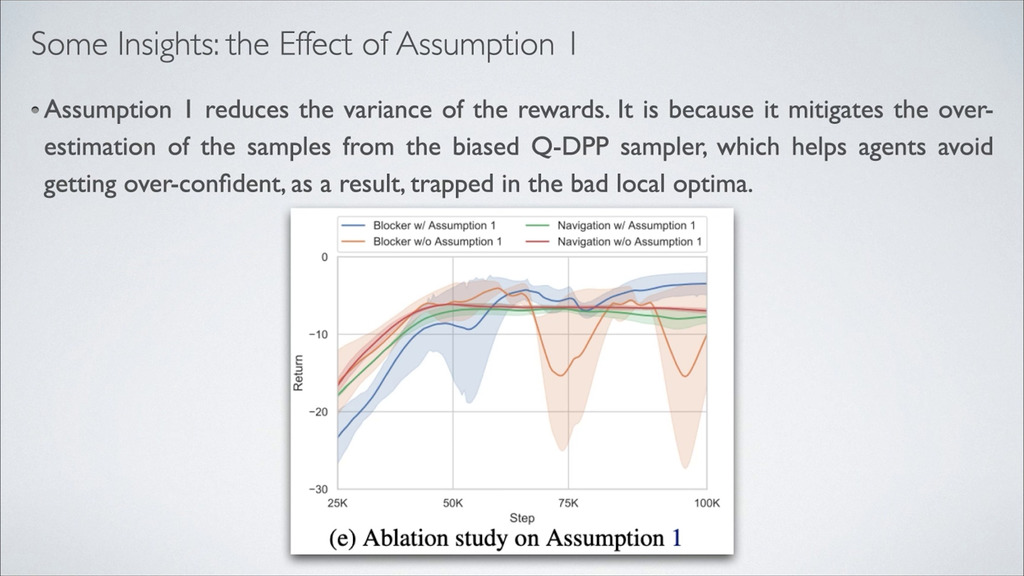 Some Insights: the Effect of Assumption 1
• Assumption 1 reduces the variance of the rewards. It is because it mitigates the over-
estimation of the samples from the biased Q-DPP sampler, which helps agents avoid
getting over-confident, as a result, trapped in the bad local optima.
Blocker w/ Assumption 1
Navigation w/ Assumption 1
Blocker w/o Assumption 1
Navigation w/o Assumption 1
0
−10
−20
−30
Return
25K
50K
75K
100K
Step
(e) Ablation study on Assumption 1